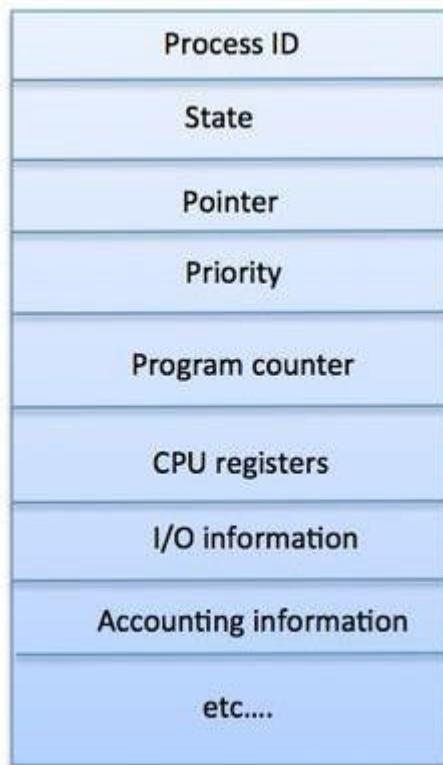 Process ID
State
Pointer
Priority
Program counter
CPU registers
I/O information
Accounting information
etc....